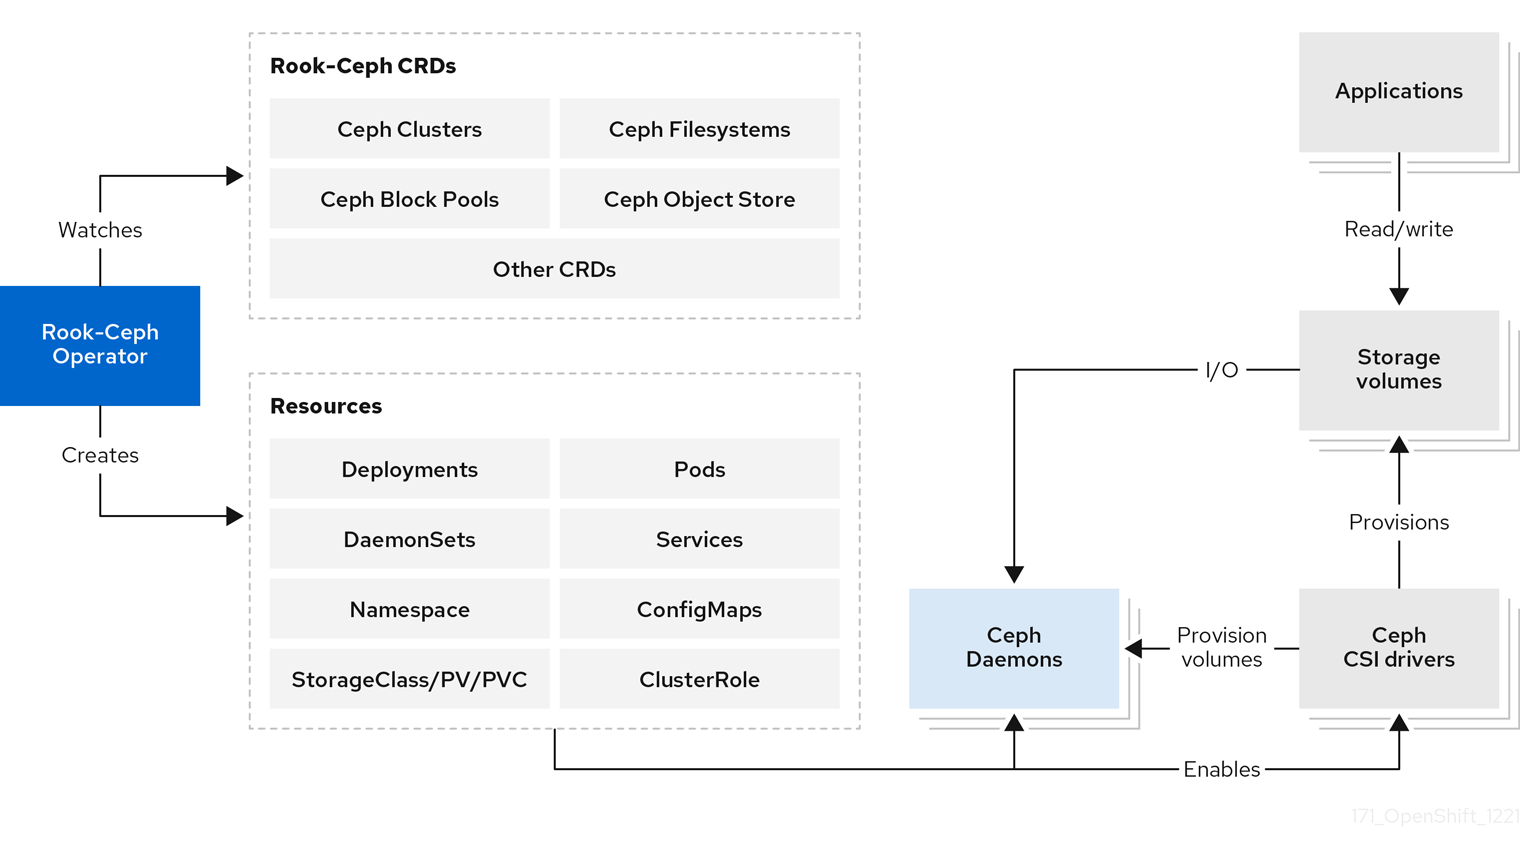 Rook-Ceph CRDs
Ceph Clusters
Ceph Filesystems
Ceph Block Pools
Ceph Object Store
Other CRDs
Watches
Rook-Ceph
Operator
Creates
Resources
Deployments
Pods
DaemonSets
Services
Namespace
ConfigMaps
StorageClass/PV/PVC
ClusterRole
Applications
Read/write
Storage
volumes
I/O
Provisions
Ceph
Daemons
Provision
volumes
Ceph
CSI drivers
Enables
171_OpenShift_1221